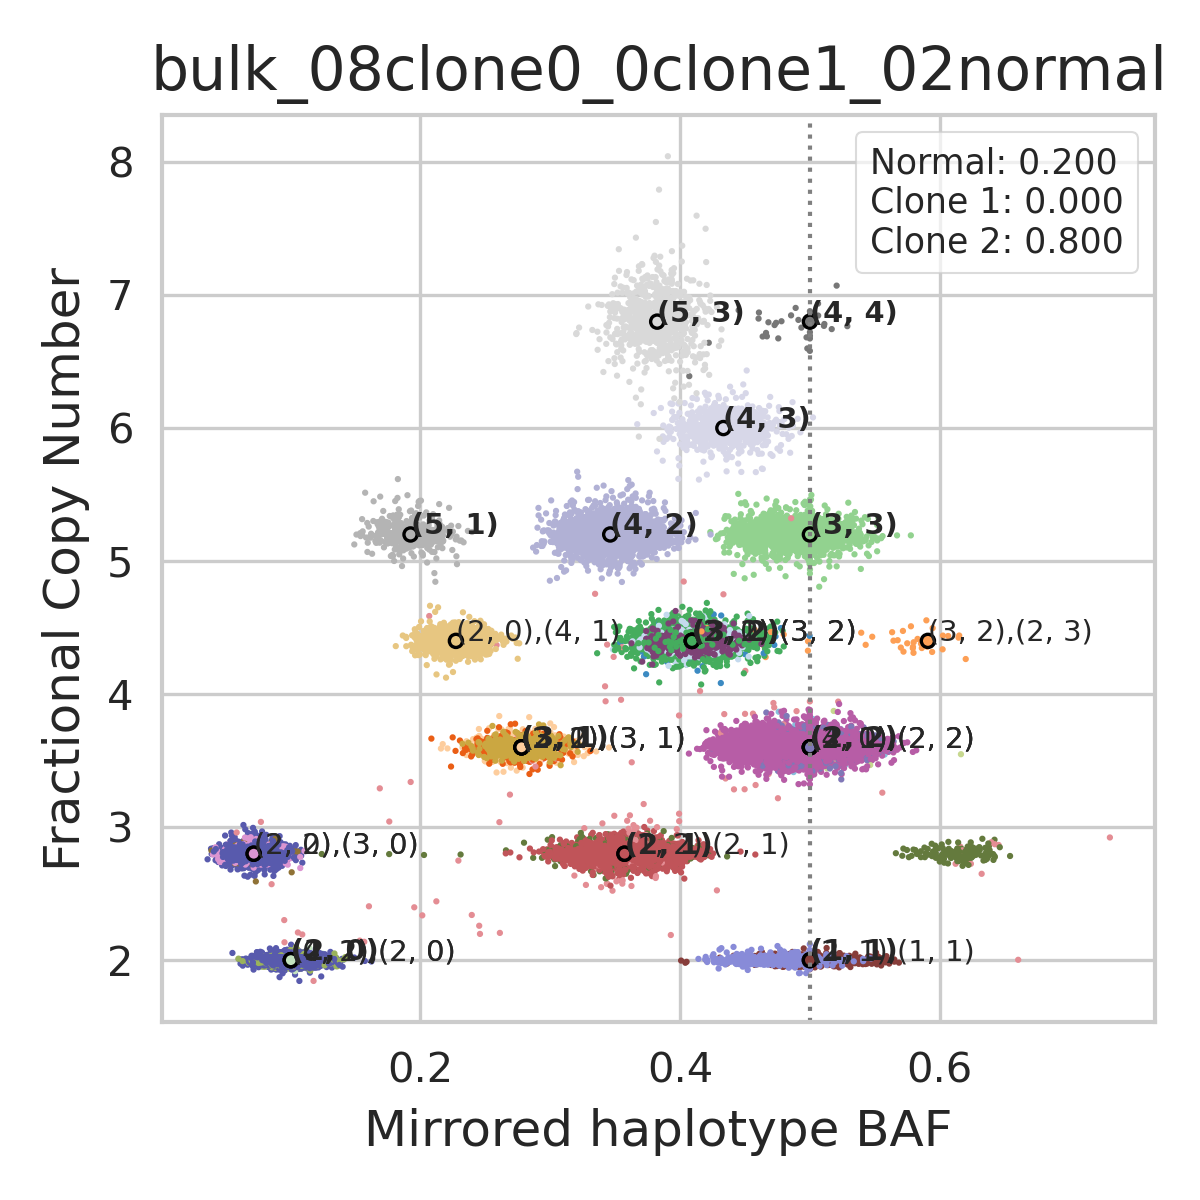 bulk_08clone0_0clone1_02normal
Normal: 0.200
Clone 1: 0.000
Clone 2: 0.800
Fractional Copy Number
8
7
6
5
4
3
2
(5, 3)
(4, 4)
(4, 3)
(5, 1)
(4, 2)
(3, 3)
(2, 0),(4, 1)
(3, 2)
(3, 2),(2, 3)
(3, 1)
(2, 2)
(2, 2),(3, 0)
(2, 1)
(2, 0)
(1, 1)
0.2
0.4
0.6
Mirrored haplotype BAF